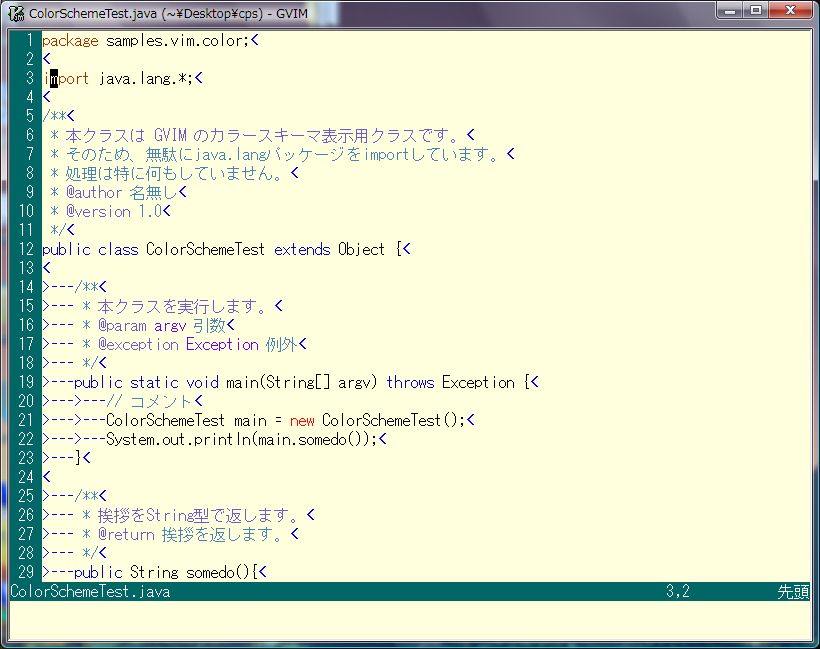 ColorSchemeTest.java (~¥Desktop¥cps) - GVIM
1 package samples.vim.color;<
2 <
3 import java.lang.*;<
4 <
5 /**<
6  * 本クラスは GVIM のカラースキーマ表示用クラスです。<
7  * そのため、無駄にjava.langパッケージをimportしています。<
8  * 処理は特に何もしていません。<
9  * @author 名無し<
10  * @version 1.0<
11  */<
12 public class ColorSchemeTest extends Object {<
13 <
14 >---/**<
15 >--- * 本クラスを実行します。<
16 >--- * @param argv 引数<
17 >--- * @exception Exception 例外<
18 >--- */<
19 >---public static void main(String[] argv) throws Exception {<
20 >--->---// コメント<
21 >--->---ColorSchemeTest main = new ColorSchemeTest();<
22 >--->---System.out.println(main.somedo());<
23 >---}<
24 <
25 >---/**<
26 >--- * 挨拶をString型で返します。<
27 >--- * @return 挨拶を返します。<
28 >--- */<
29 >---public String somedo(){<
ColorSchemeTest.java 3,2 先頭